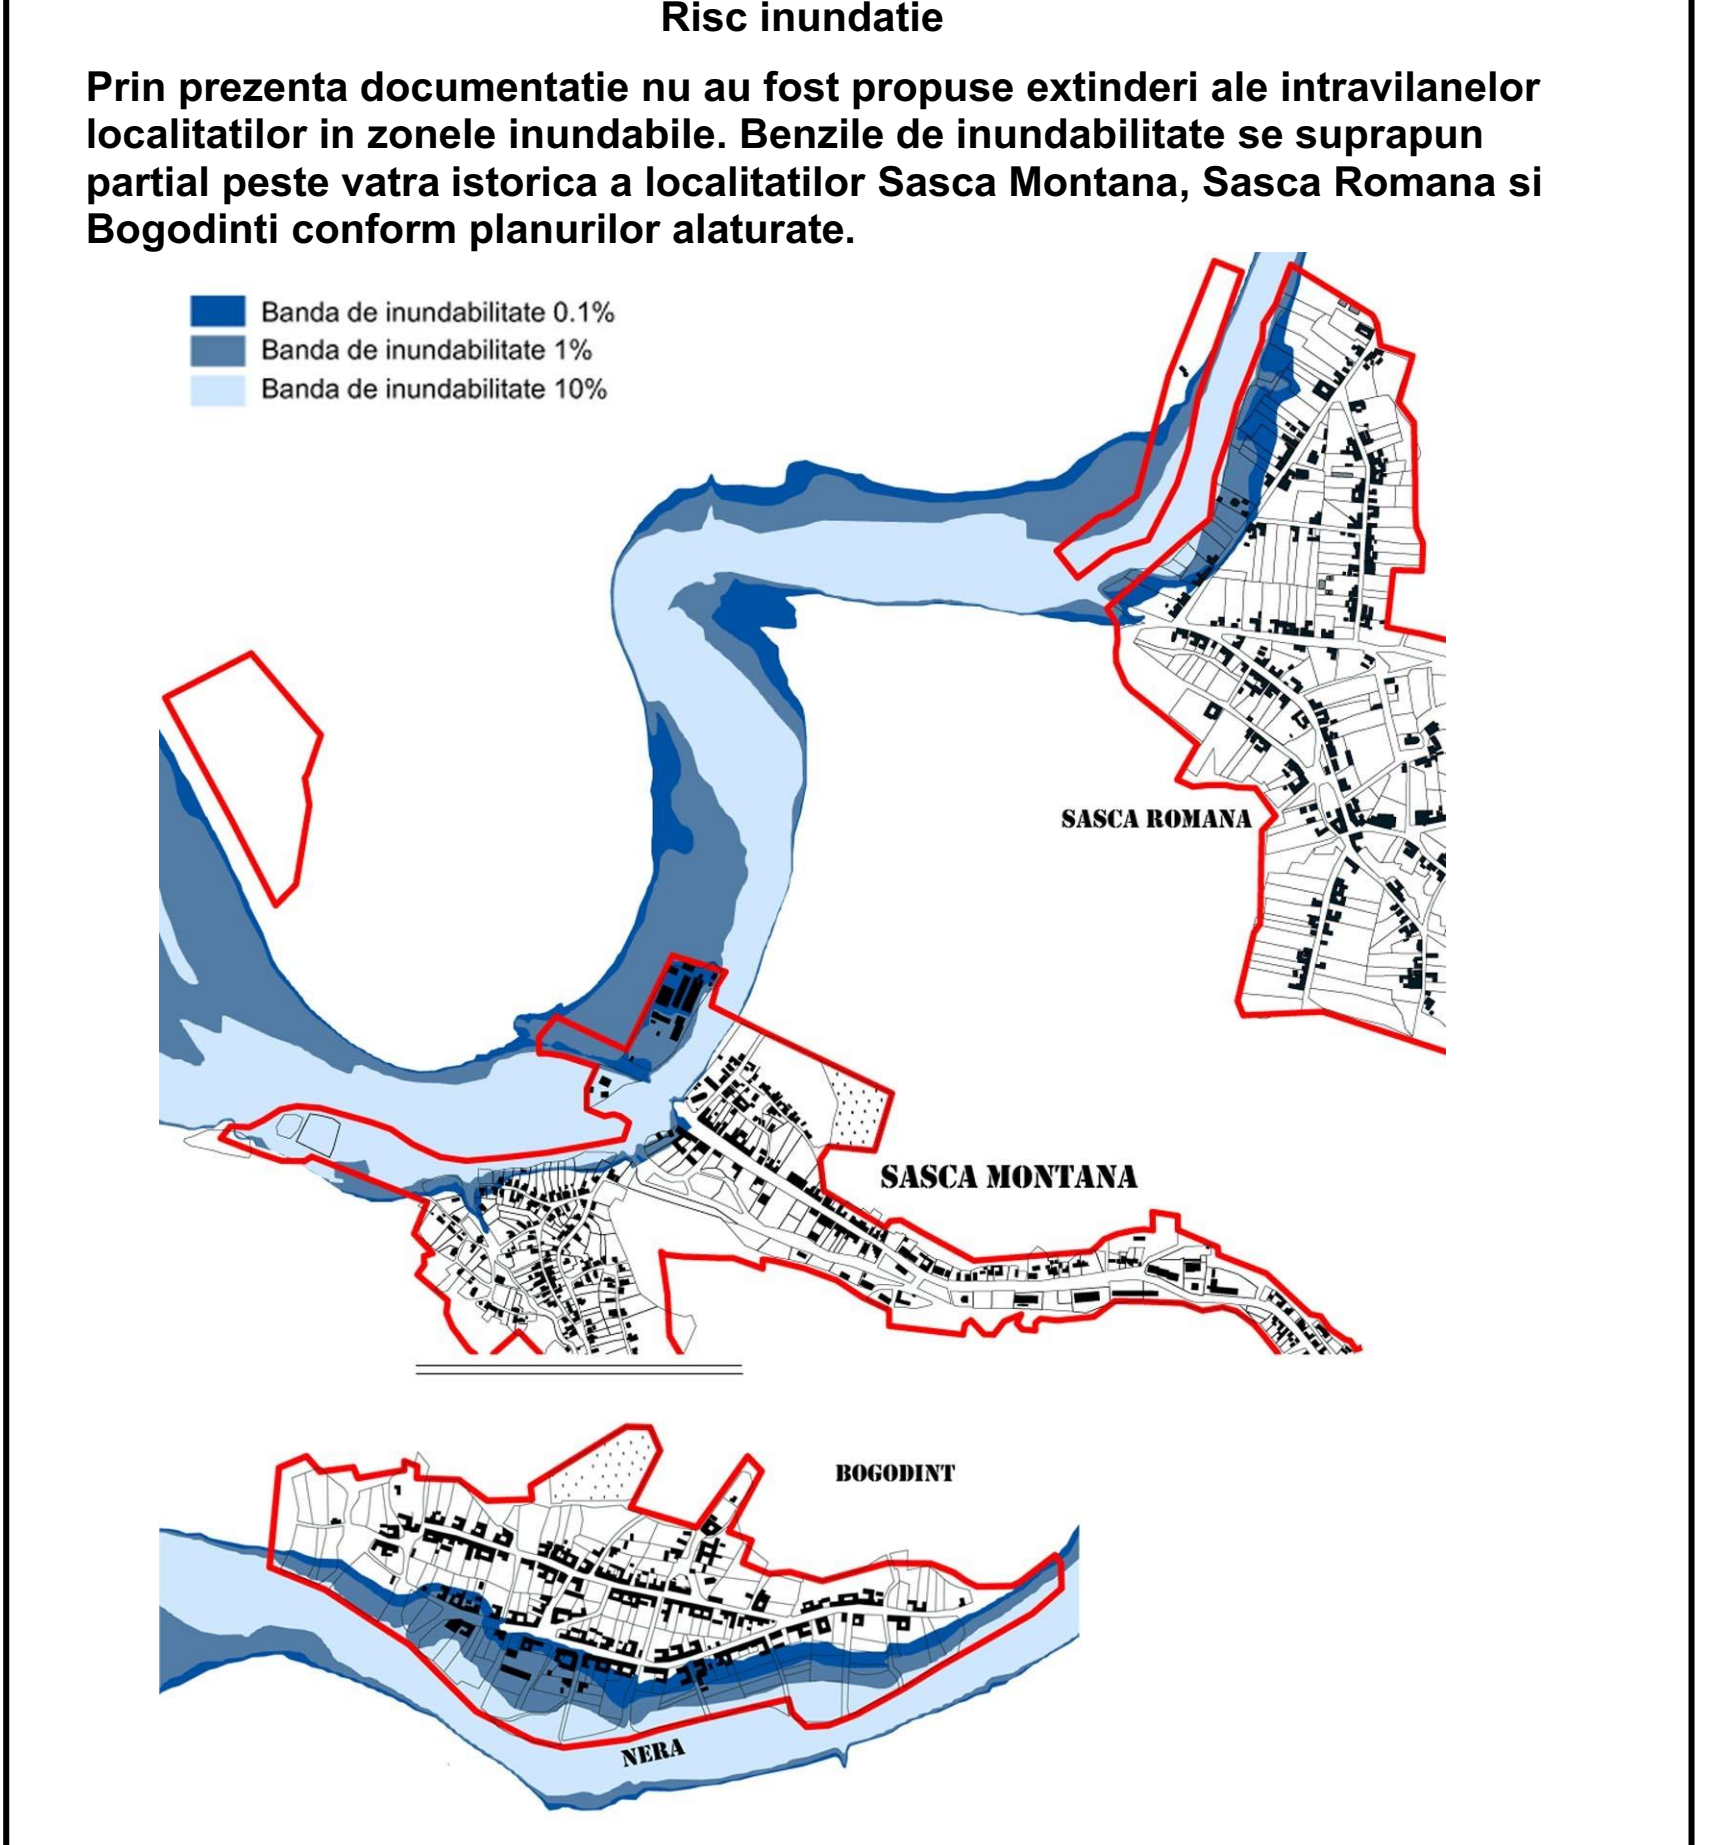 Risc inundatie
Prin prezenta documentatie nu au fost propuse extinderi ale intravilanelor
localitatilor in zonele inundabile. Benzile de inundabilitate se suprapun
partial peste vatra istorica a localitatilor Sasca Montana, Sasca Romana si
Bogodinti conform planurilor alaturate.
Banda de inundabilitate 0.1%
Banda de inundabilitate 1%
Banda de inundabilitate 10%
SASCA ROMANA
SASCA MONTANA
BOGODINT
NERA